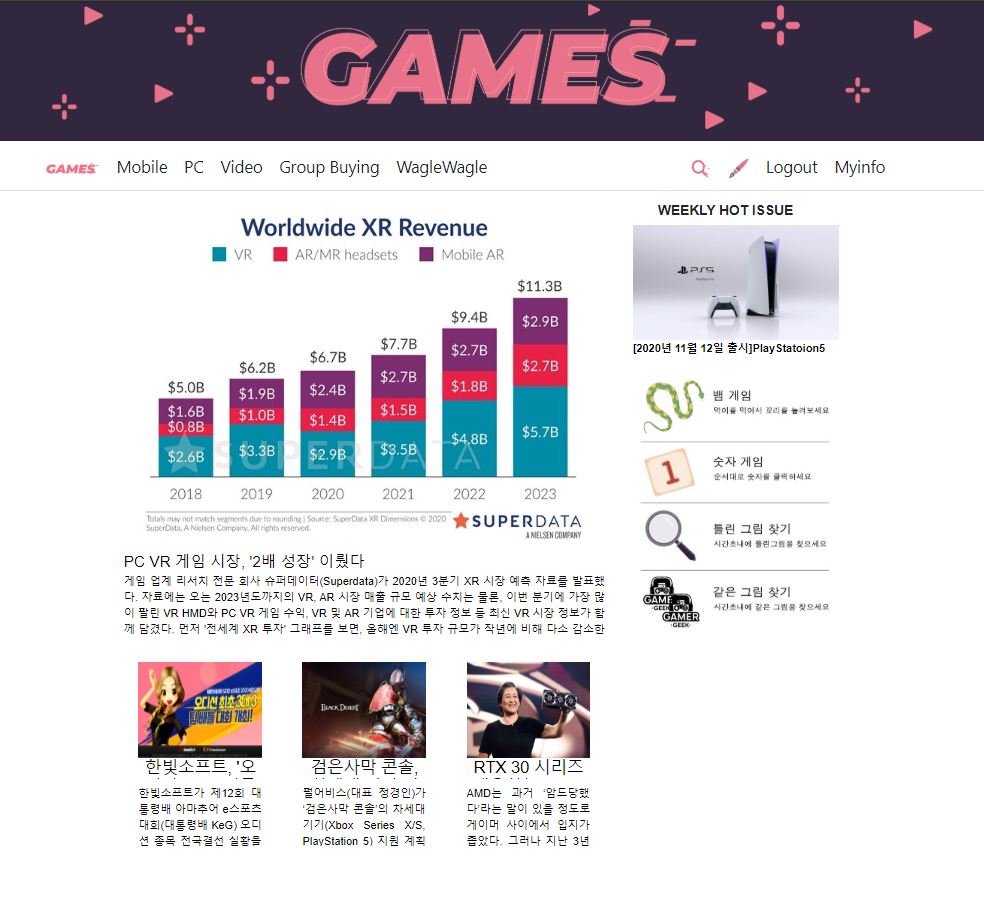 GAMES
GAMES Mobile PC Video Group Buying WagleWagle Logout Myinfo
Worldwide XR Revenue
VR AR/MR headsets Mobile AR
$5.0B $6.2B $6.7B $7.7B $9.4B $11.3B
$1.6B $1.9B $2.4B $2.7B $2.7B $2.9B
$0.8B $1.0B $1.4B $1.5B $1.8B $2.7B
$2.6B $3.3B $2.9B $3.5B $4.8B $5.7B
SUPERDATA
2018 2019 2020 2021 2022 2023
Totals may not match segments due to rounding | Source: SuperData XR Dimensions © 2020
SuperData, A Nielsen Company. All rights reserved.
SUPERDATA
A NIELSEN COMPANY
PC VR 게임 시장, '2배 성장' 이뤘다
게임 업계 리서치 전문 회사 슈퍼데이터(Superdata)가 2020년 3분기 XR 시장 예측 자료를 발표했
다. 자료에는 오는 2023년도까지의 VR, AR 시장 매출 규모 예상 수치는 물론, 이번 분기에 가장 많
이 팔린 VR HMD와 PC VR 게임 수익, VR 및 AR 기업에 대한 투자 정보 등 최신 VR 시장 정보가 함
께 담겼다. 먼저 '전세계 XR 투자' 그래프를 보면, 올해엔 VR 투자 규모가 작년에 비해 다소 감소한
WEEKLY HOT ISSUE
PS5
[2020년 11월 12일 출시]PlayStatoion5
뱀 게임
먹이를 먹어서 꼬리를 늘려보세요
1
숫자 게임
순서대로 숫자를 클릭하세요
틀린 그림 찾기
시간초내에 틀린그림을 찾으세요
GAME
GEEK
GAMER
GEEK
같은 그림 찾기
시간초내에 같은 그림을 찾으세요
오디션 최초 3대3
팀배틀 대회 개최!
한빛소프트, '오
한빛소프트가 제12회 대
통령배 아마추어 e스포츠
대회(대통령배 KeG) 오디
션 종목 전국결선 실황을
BLACK DESERT
검은사막 콘솔,
펄어비스(대표 정경인)가
'검은사막 콘솔'의 차세대
기기(Xbox Series X/S,
PlayStation 5) 지원 계획
RTX 30 시리즈
AMD는 과거 '암드당했
다'라는 말이 있을 정도로
게이머 사이에서 입지가
좁았다. 그러나 지난 3년